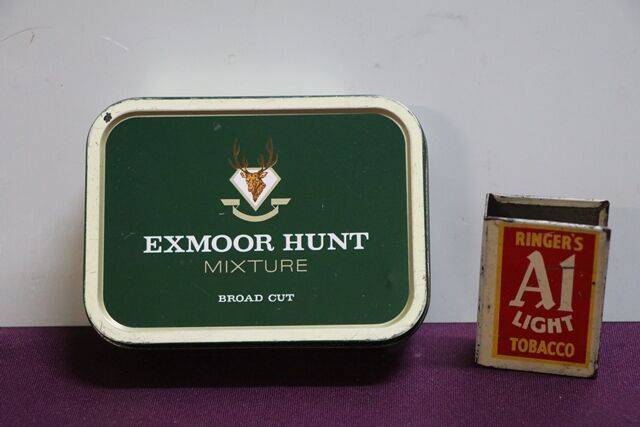 EXMOOR HUNT
MIXTURE
BROAD CUT
RINGER'S
A1
LIGHT
TOBACCO